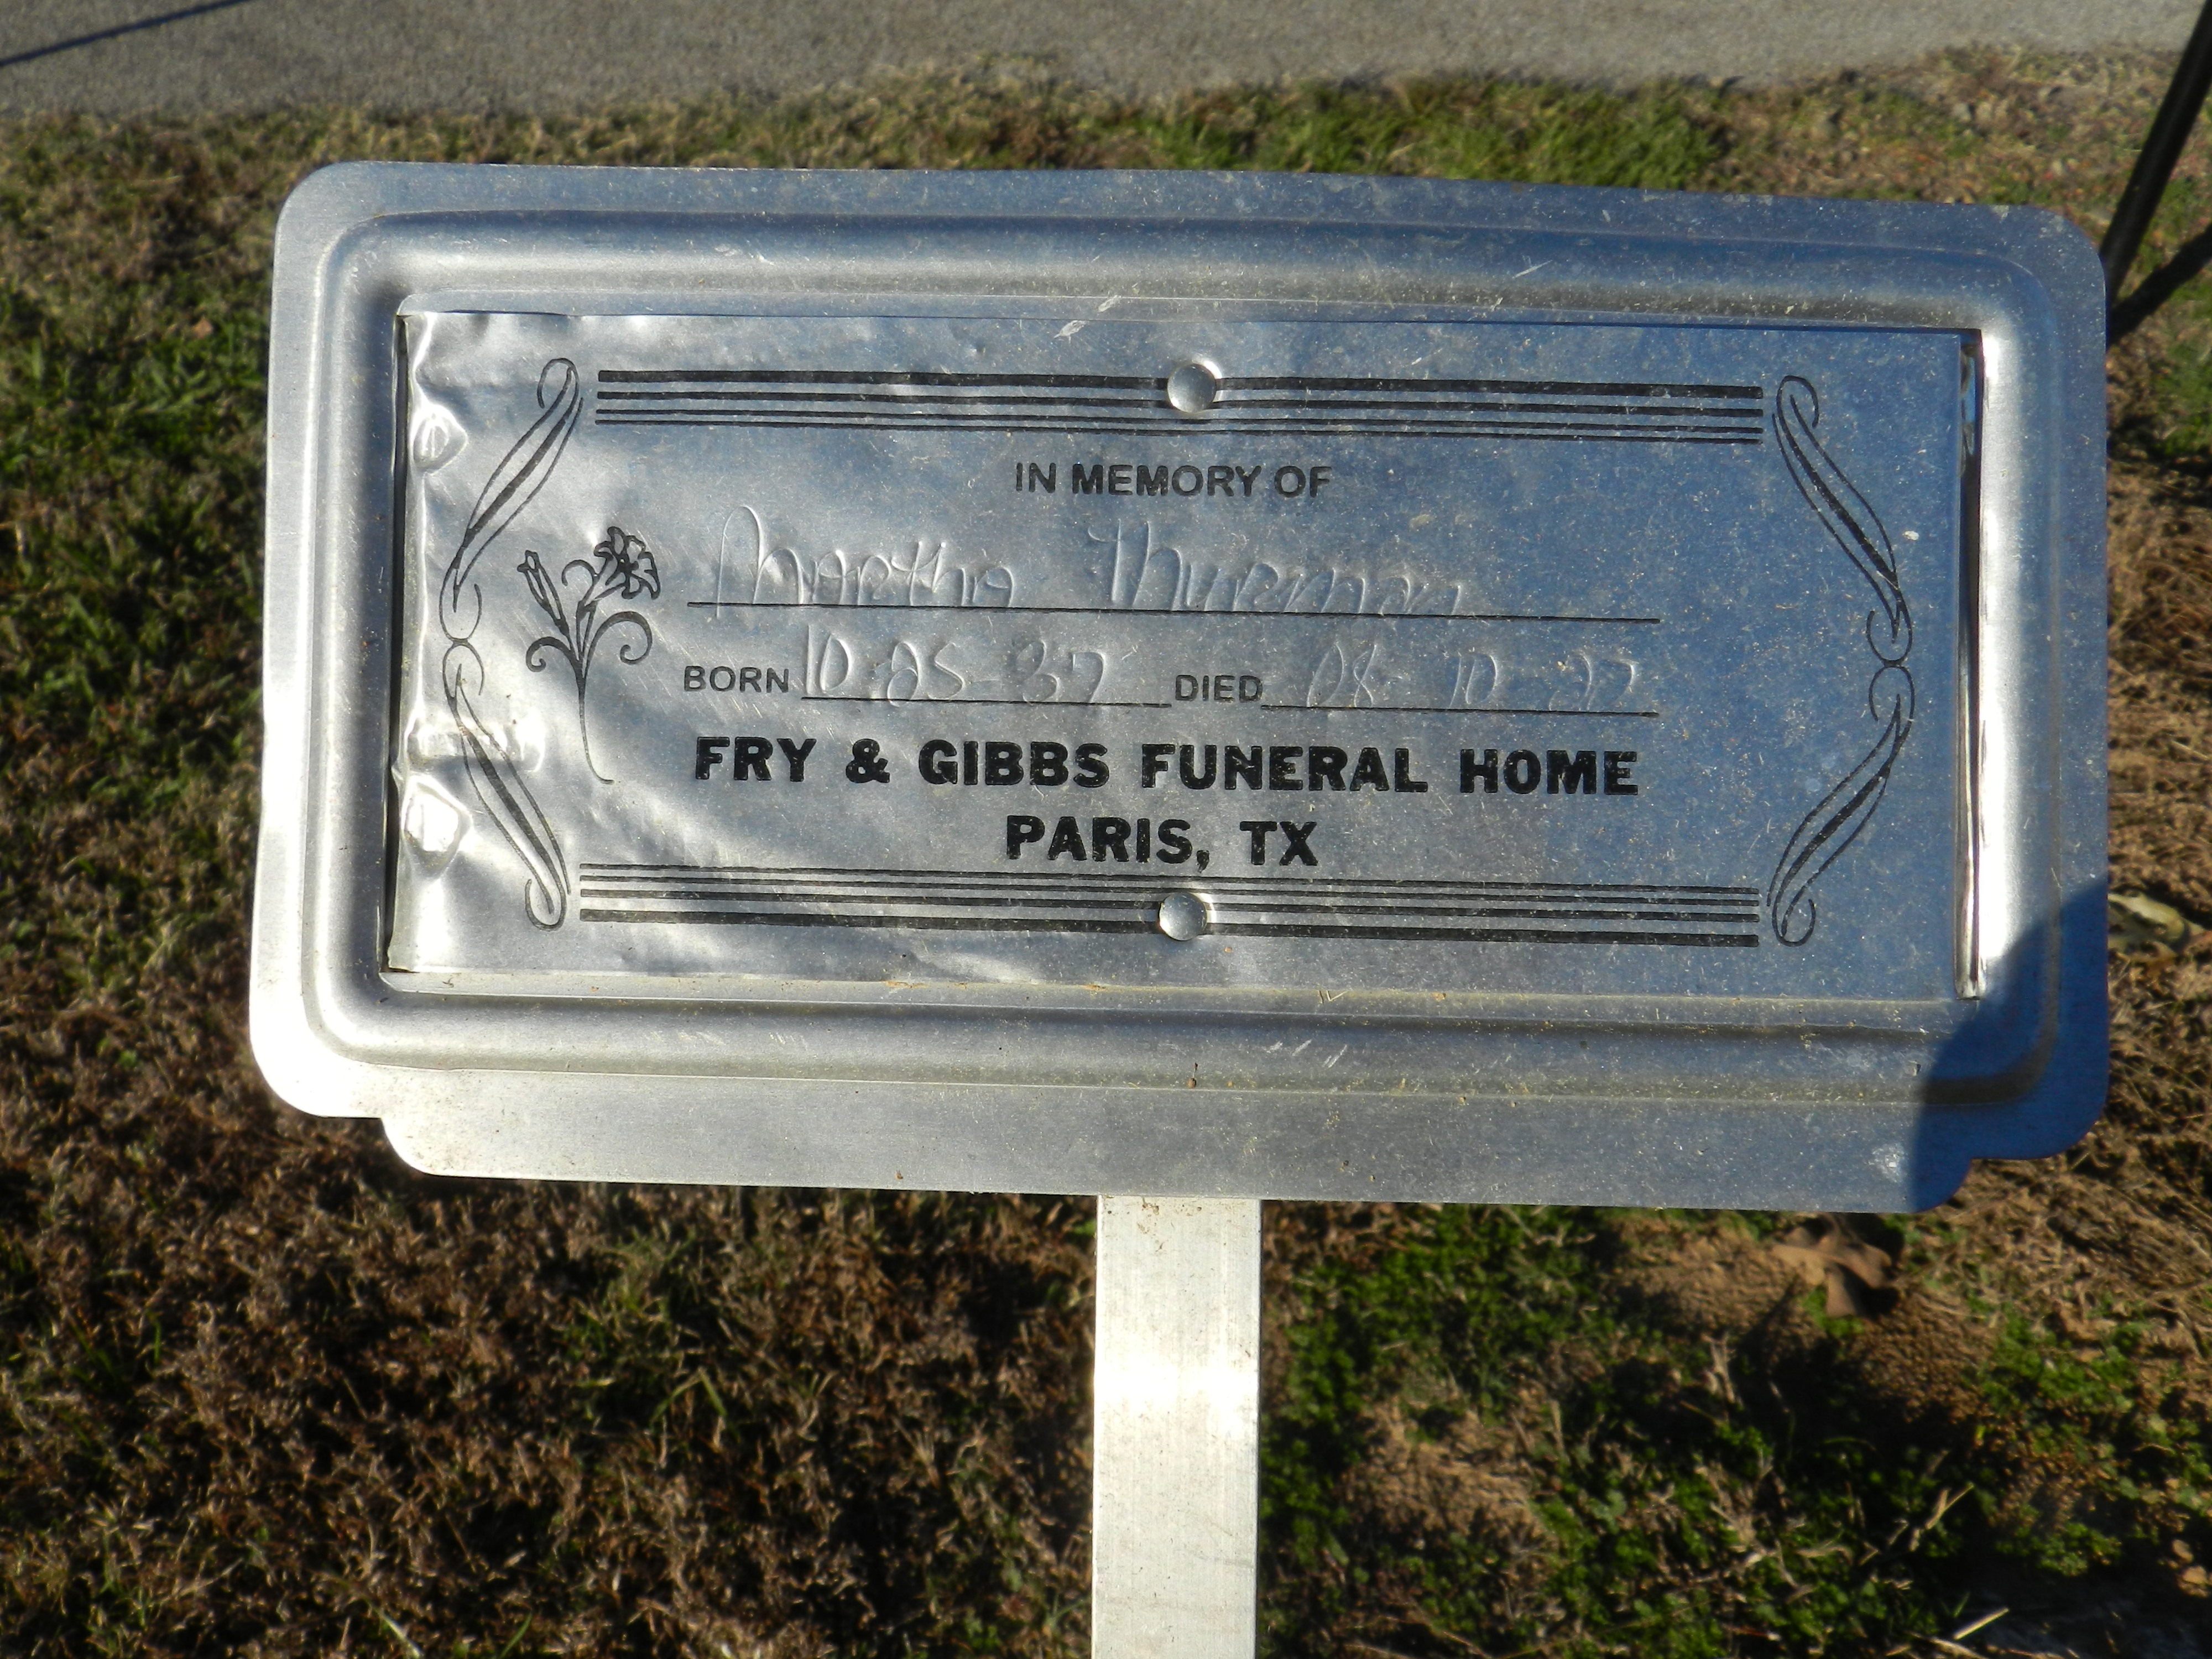 IN MEMORY OF
Martha Thurman
BORN 10-25-37 DIED 08-10-22
FRY & GIBBS FUNERAL HOME
PARIS, TX